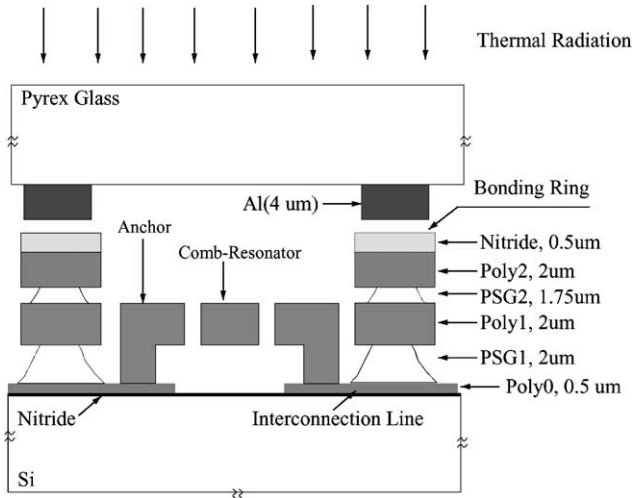 Thermal Radiation
Pyrex Glass
Al(4 um)
Bonding Ring
Anchor
Comb-Resonator
Nitride, 0.5um
Poly2, 2um
PSG2, 1.75um
Poly1, 2um
PSG1, 2um
Poly0, 0.5 um
Nitride
Interconnection Line
Si